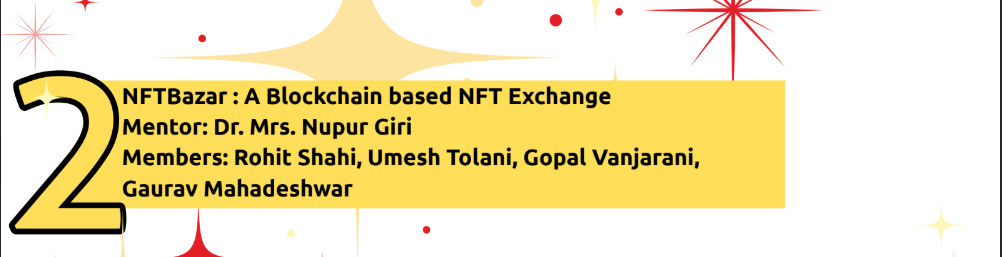 2
NFTBazar : A Blockchain based NFT Exchange
Mentor: Dr. Mrs. Nupur Giri
Members: Rohit Shahi, Umesh Tolani, Gopal Vanjarani,
Gaurav Mahadeshwar